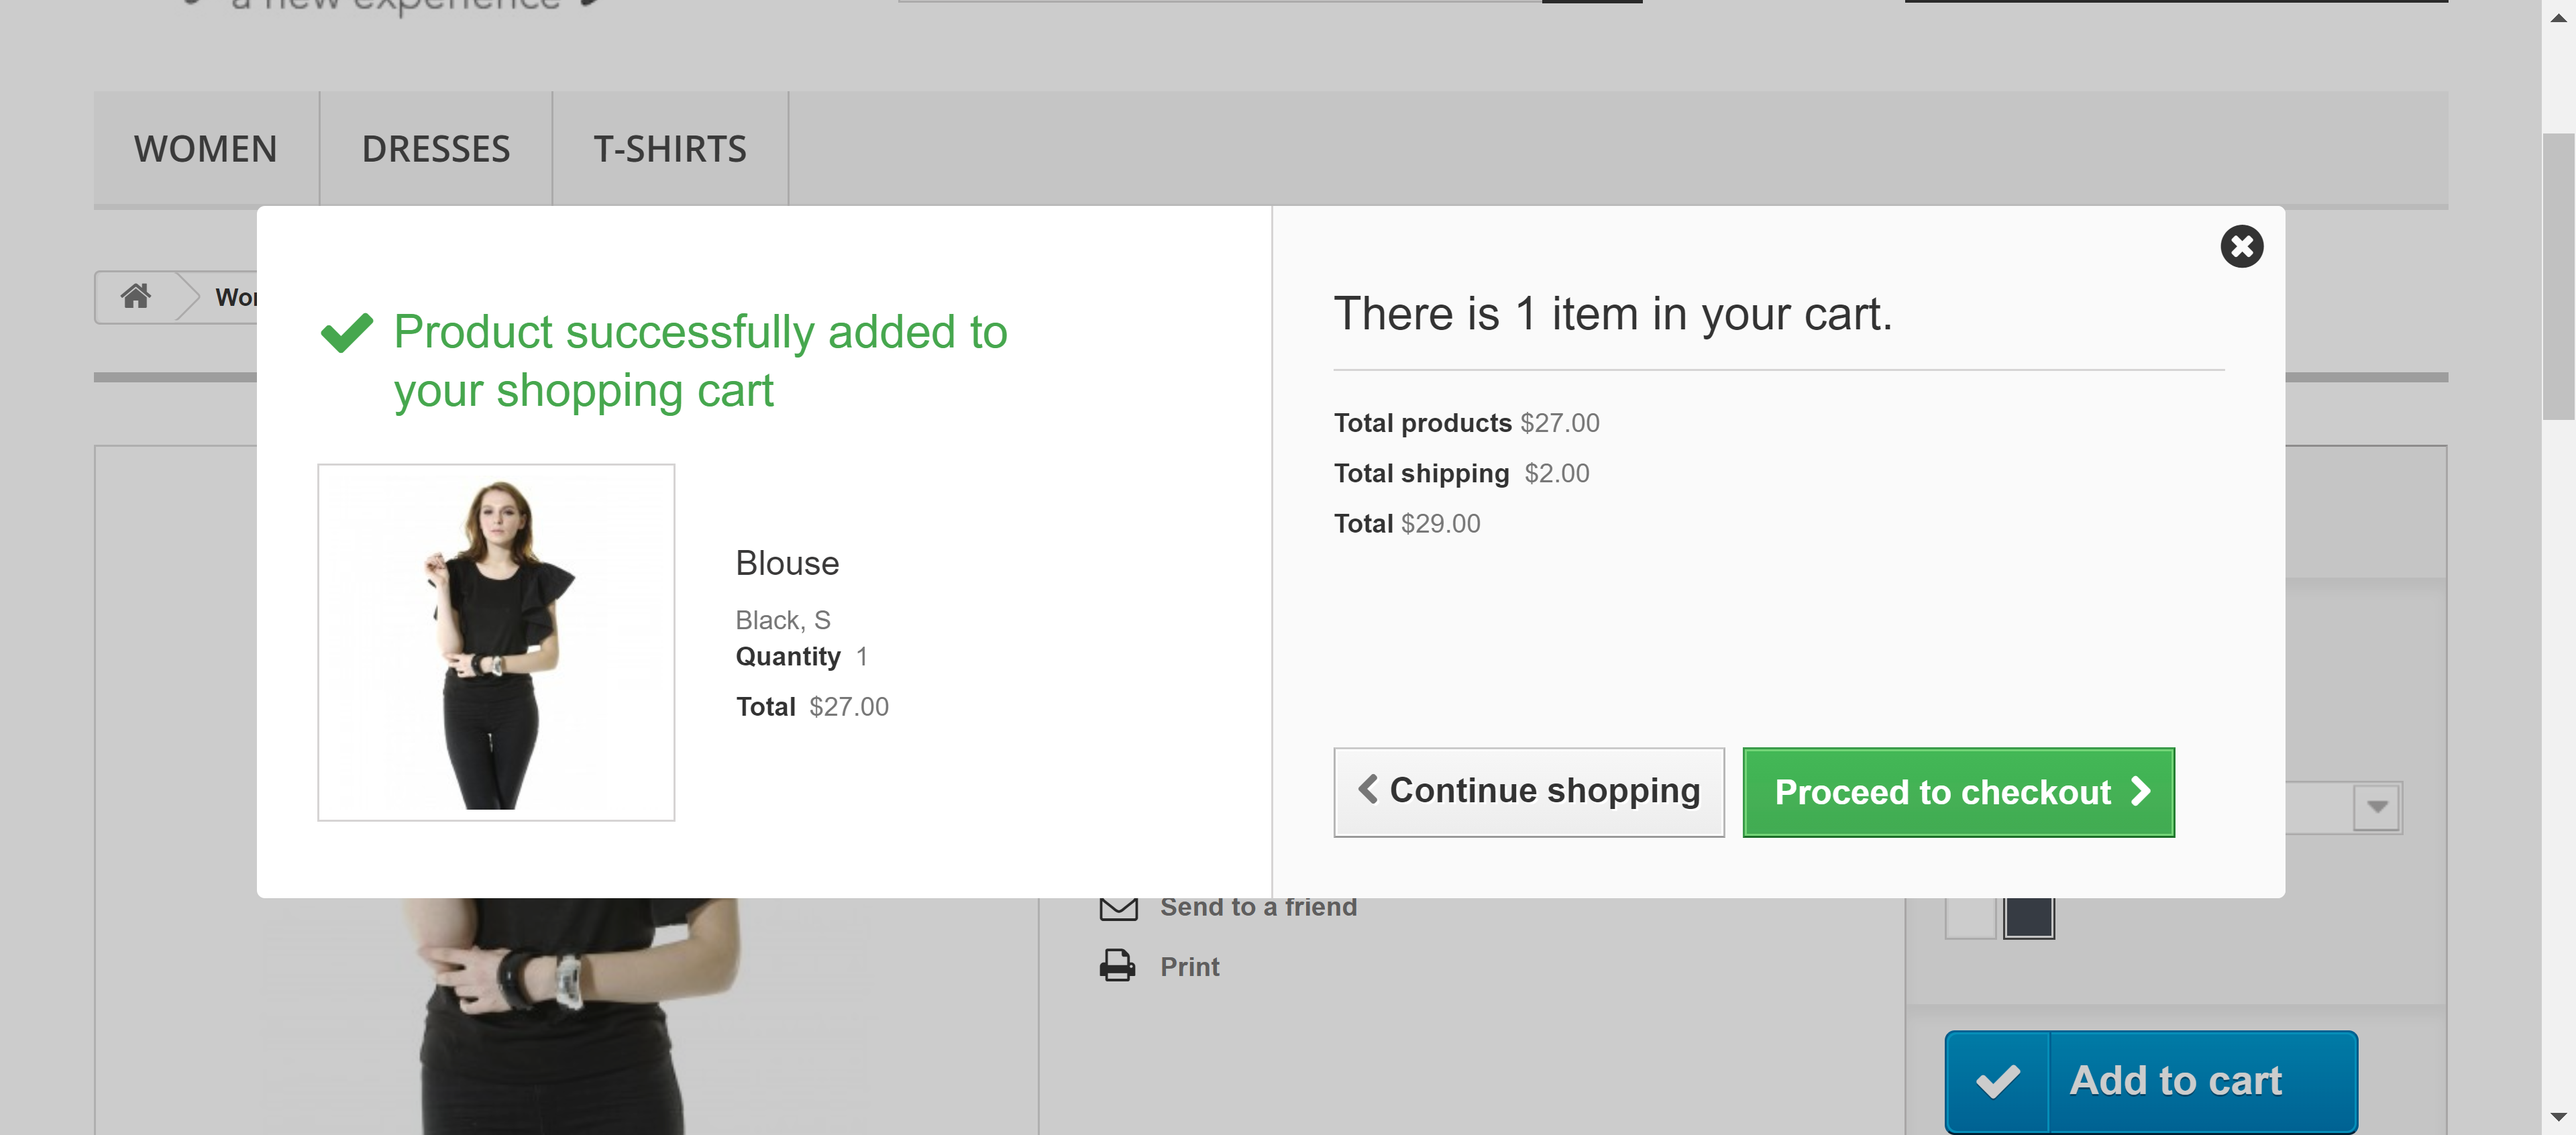 a new experience
WOMEN
DRESSES
T-SHIRTS
Product successfully added to
your shopping cart
Blouse
Black, S
Quantity 1
Total $27.00
There is 1 item in your cart.
Total products $27.00
Total shipping $2.00
Total $29.00
Continue shopping
Proceed to checkout
Send to a friend
Print
Add to cart